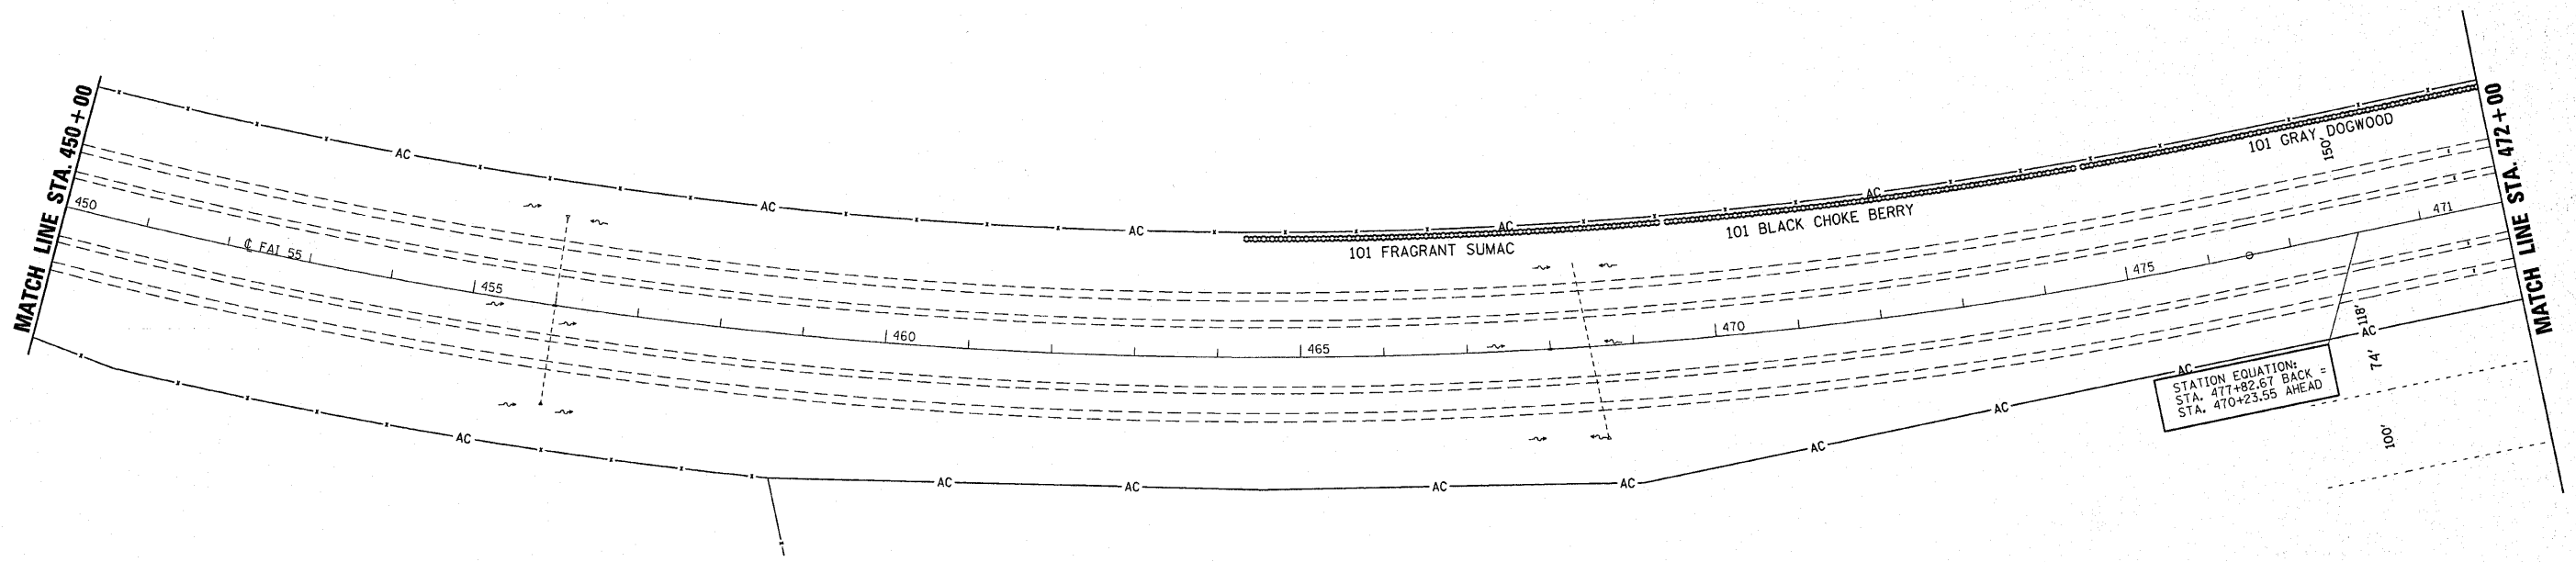 MATCH LINE STA. 450+00
450
℄ FAI 55
AC
455
AC
AC
460
AC
AC
AC
465
AC
101 FRAGRANT SUMAC
AC
AC
AC
470
101 BLACK CHOKE BERRY
AC
AC
AC
475
101 GRAY DOGWOOD
150'
471
118'
AC
AC
74'
100'
STATION EQUATION:
STA. 477+82.67 BACK =
STA. 470+23.55 AHEAD
MATCH LINE STA. 472+00